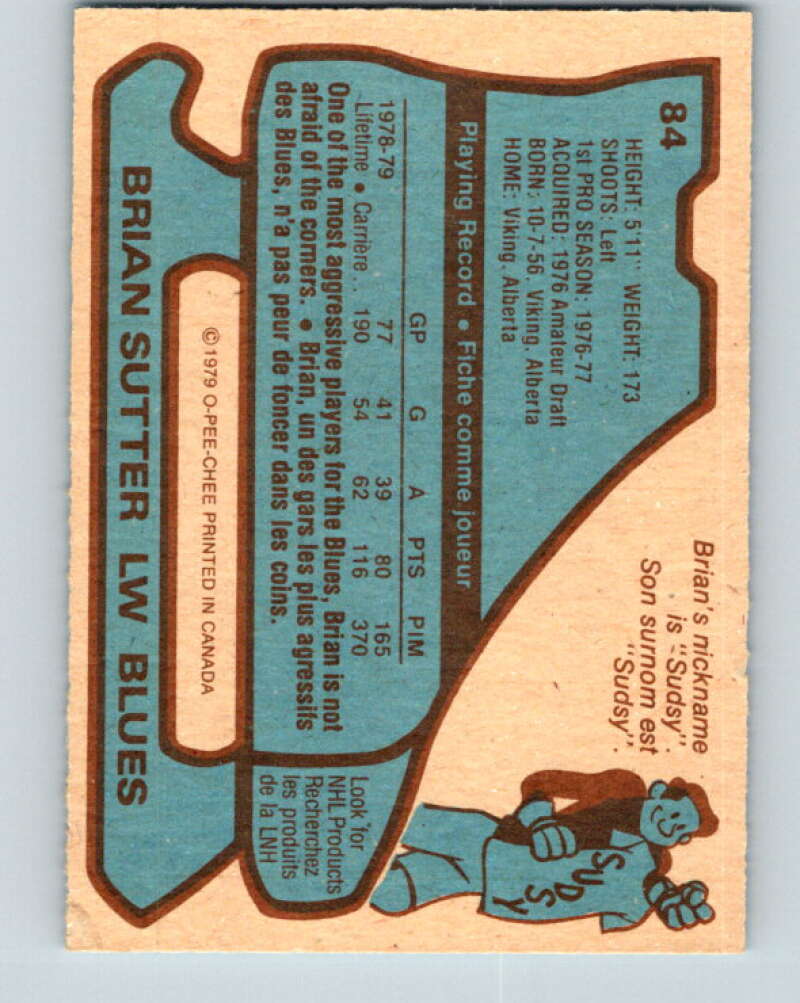 84
HEIGHT: 5'11" WEIGHT: 173
SHOOTS: Left
1st PRO SEASON: 1976-77
ACQUIRED: 1976 Amateur Draft
BORN: 10-7-56, Viking, Alberta
HOME: Viking, Alberta
Brian's nickname
is "Sudsy".
Son surnom est
"Sudsy".
SUDSY
Playing Record • Fiche comme joueur
GP G A PTS PIM
1978-79 77 41 39 80 165
Lifetime • Carrière... 190 54 62 116 370
One of the most aggressive players for the Blues, Brian is not
afraid of the corners. • Brian, un des gars les plus agressifs
des Blues, n'a pas peur de foncer dans les coins.
Look for
NHL Products
Recherchez
les produits
de la LNH
©1979 O-PEE-CHEE PRINTED IN CANADA
BRIAN SUTTER LW BLUES